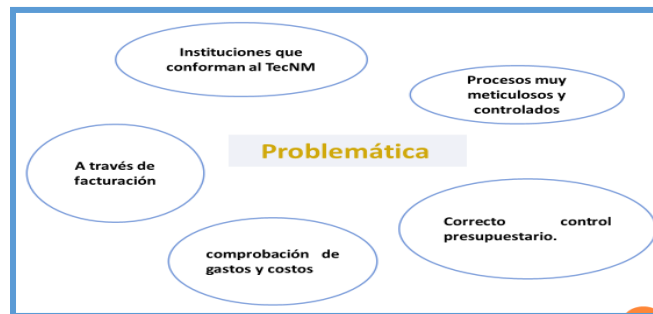 Instituciones que
conforman al TecNM
Procesos muy
meticulosos y
controlados
Problemática
A través de
facturación
Correcto control
presupuestario.
comprobación de
gastos y costos